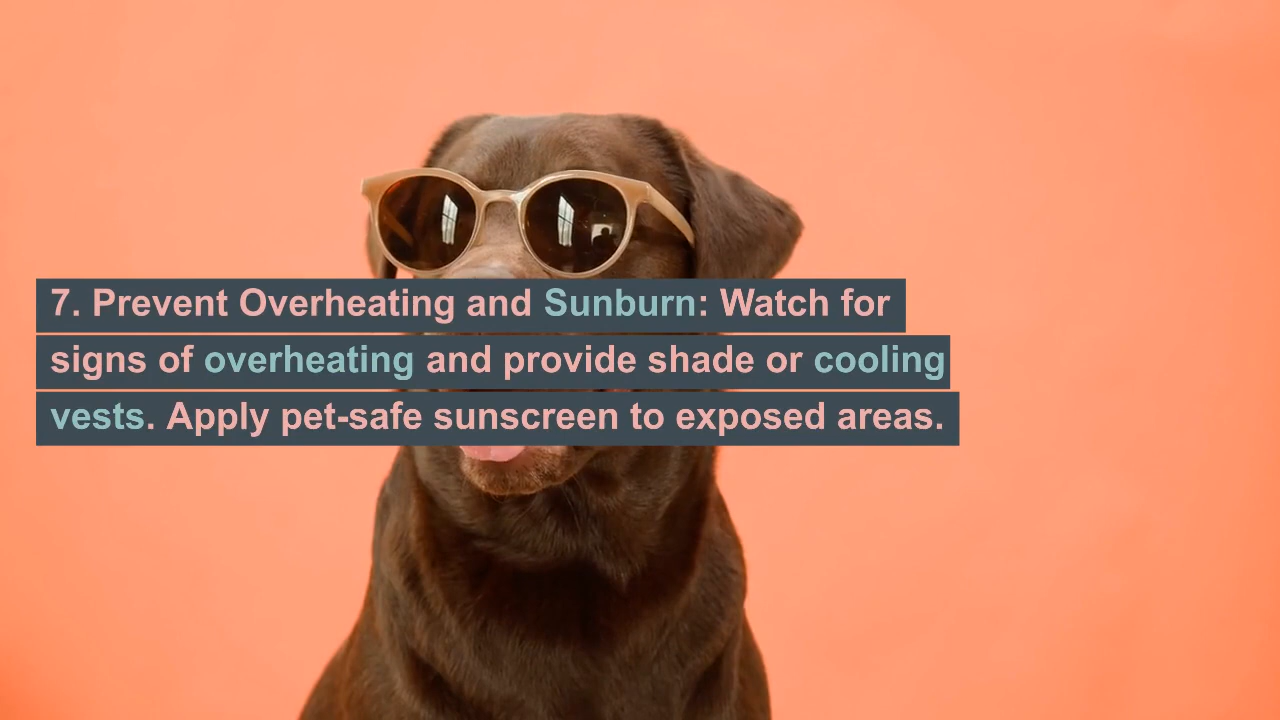 7. Prevent Overheating and Sunburn: Watch for
signs of overheating and provide shade or cooling
vests. Apply pet-safe sunscreen to exposed areas.